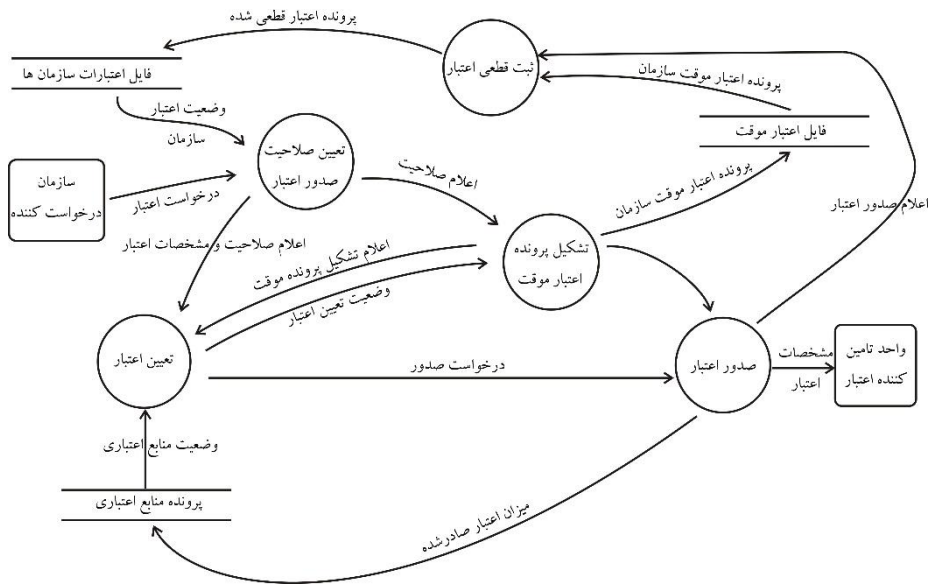 پرونده اعتبار قطعی شده
ثبت قطعی اعتبار
فایل اعتبارات سازمان ها
پرونده اعتبار موقت سازمان
وضعیت اعتبار
سازمان
فایل اعتبار موقت
تعیین صلاحیت
صدور اعتبار
سازمان
درخواست کننده
درخواست اعتبار
اعلام صلاحیت
پرونده اعتبار موقت سازمان
اعلام صدور اعتبار
اعلام صلاحیت و مشخصات اعتبار
اعلام تشکیل پرونده موقت
تشکیل پرونده
اعتبار موقت
وضعیت تعیین اعتبار
تعیین اعتبار
درخواست صدور
صدور اعتبار
مشخصات
اعتبار
واحد تامین
کننده اعتبار
وضعیت منابع اعتباری
پرونده منابع اعتباری
میزان اعتبار صادرشده